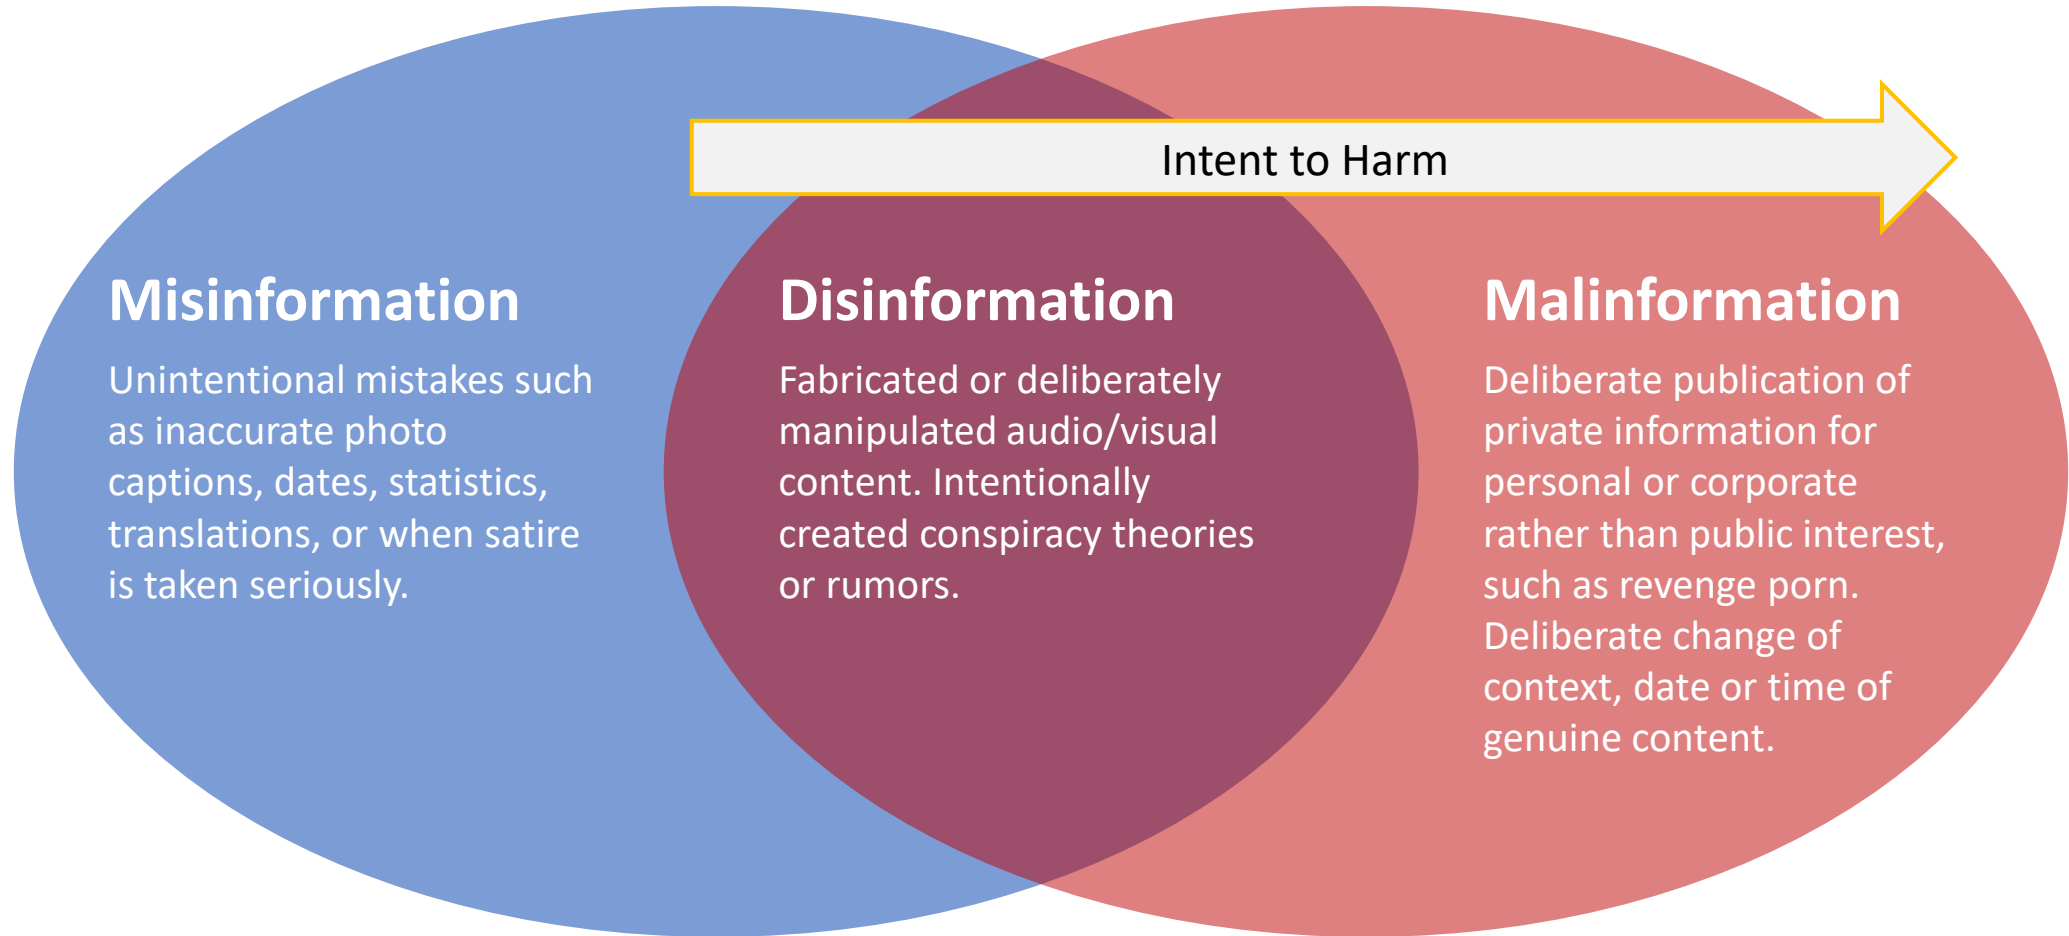 Intent to Harm
Misinformation
Unintentional mistakes such
as inaccurate photo
captions, dates, statistics,
translations, or when satire
is taken seriously.
Disinformation
Fabricated or deliberately
manipulated audio/visual
content. Intentionally
created conspiracy theories
or rumors.
Malinformation
Deliberate publication of
private information for
personal or corporate
rather than public interest,
such as revenge porn.
Deliberate change of
context, date or time of
genuine content.